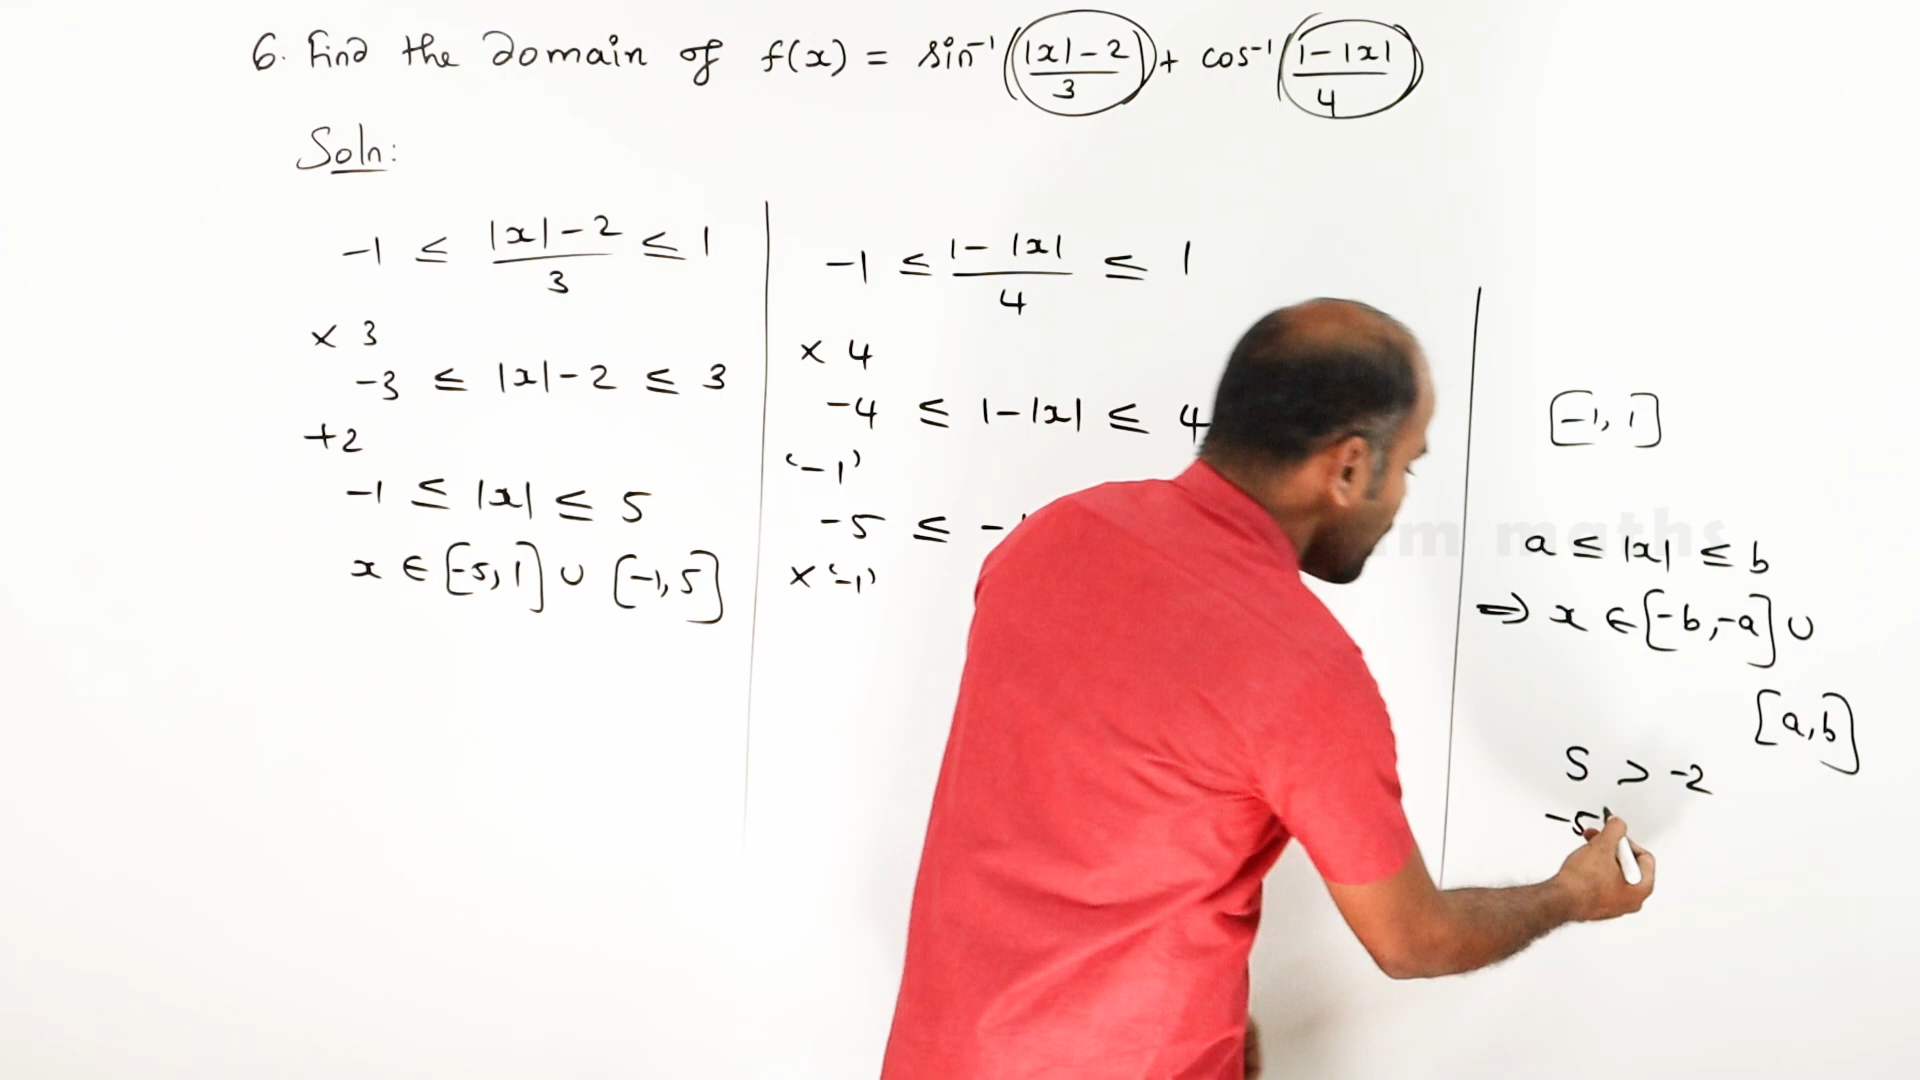 6. Find the domain of f(x) = sin⁻¹(|x|-2/3) + cos⁻¹(1-|x|/4)
Soln:
-1 ≤ |x|-2/3 ≤ 1
× 3
-3 ≤ |x|-2 ≤ 3
+2
-1 ≤ |x| ≤ 5
x ∈ [-5, 1] ∪ [-1, 5]
-1 ≤ 1-|x|/4 ≤ 1
× 4
-4 ≤ 1-|x| ≤ 4
'-1'
-5 ≤ -
× '-1'
[-1, 1]
maths
a ≤ |x| ≤ b
⇒ x ∈ [-b, -a] ∪
[a, b]
5 > -2
-5